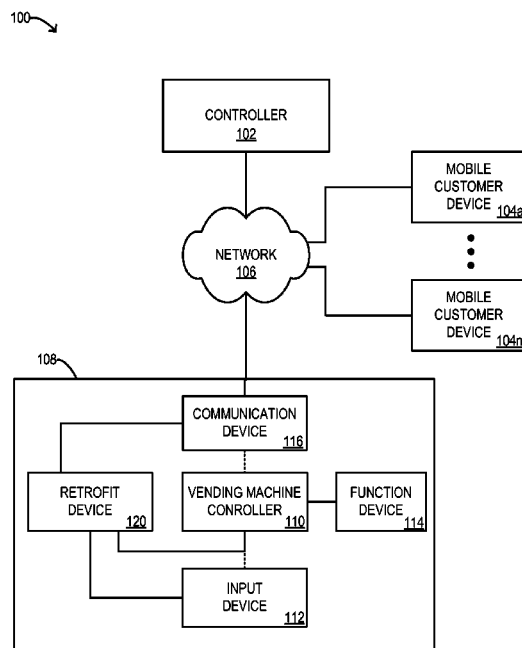 100
CONTROLLER
102
MOBILE
CUSTOMER
DEVICE
104a
NETWORK
106
MOBILE
CUSTOMER
DEVICE
104n
108
COMMUNICATION
DEVICE
116
RETROFIT
DEVICE
120
VENDING MACHINE
CONROLLER
110
FUNCTION
DEVICE
114
INPUT
DEVICE
112